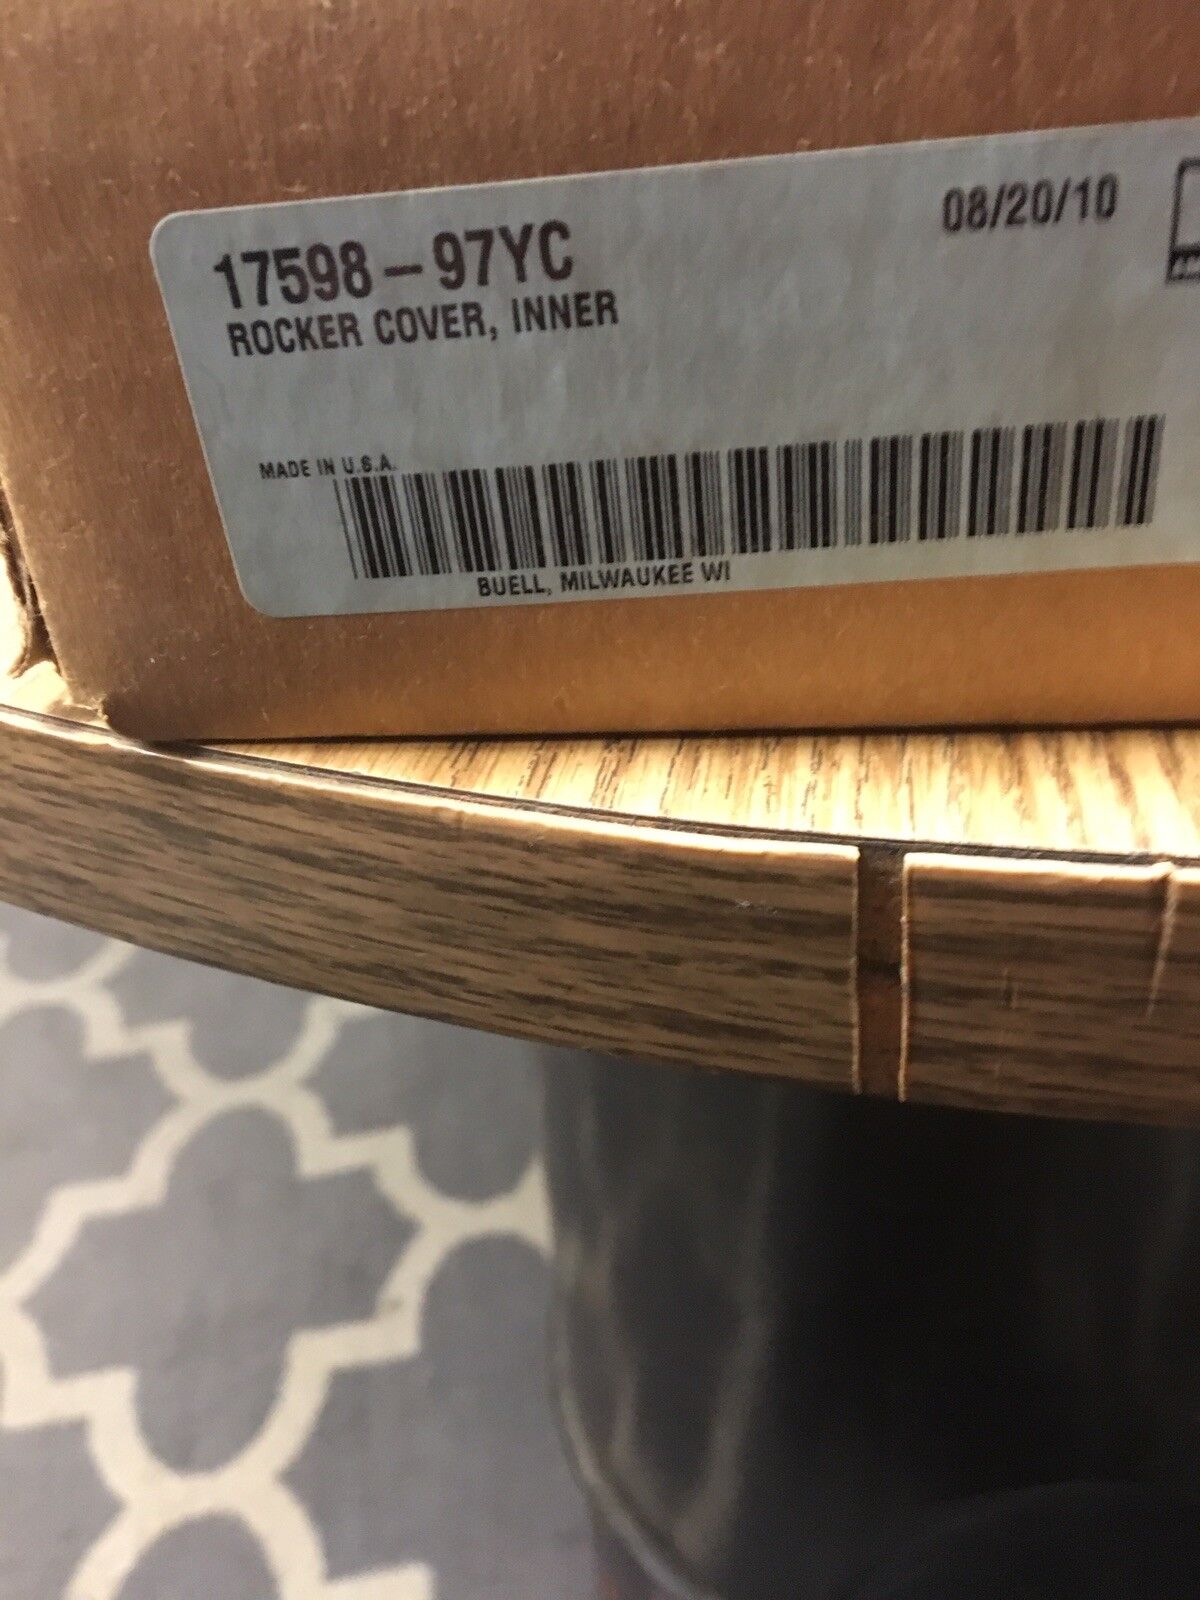 17598-97YC
08/20/10
ROCKER COVER, INNER
MADE IN U.S.A.
BUELL, MILWAUKEE WI